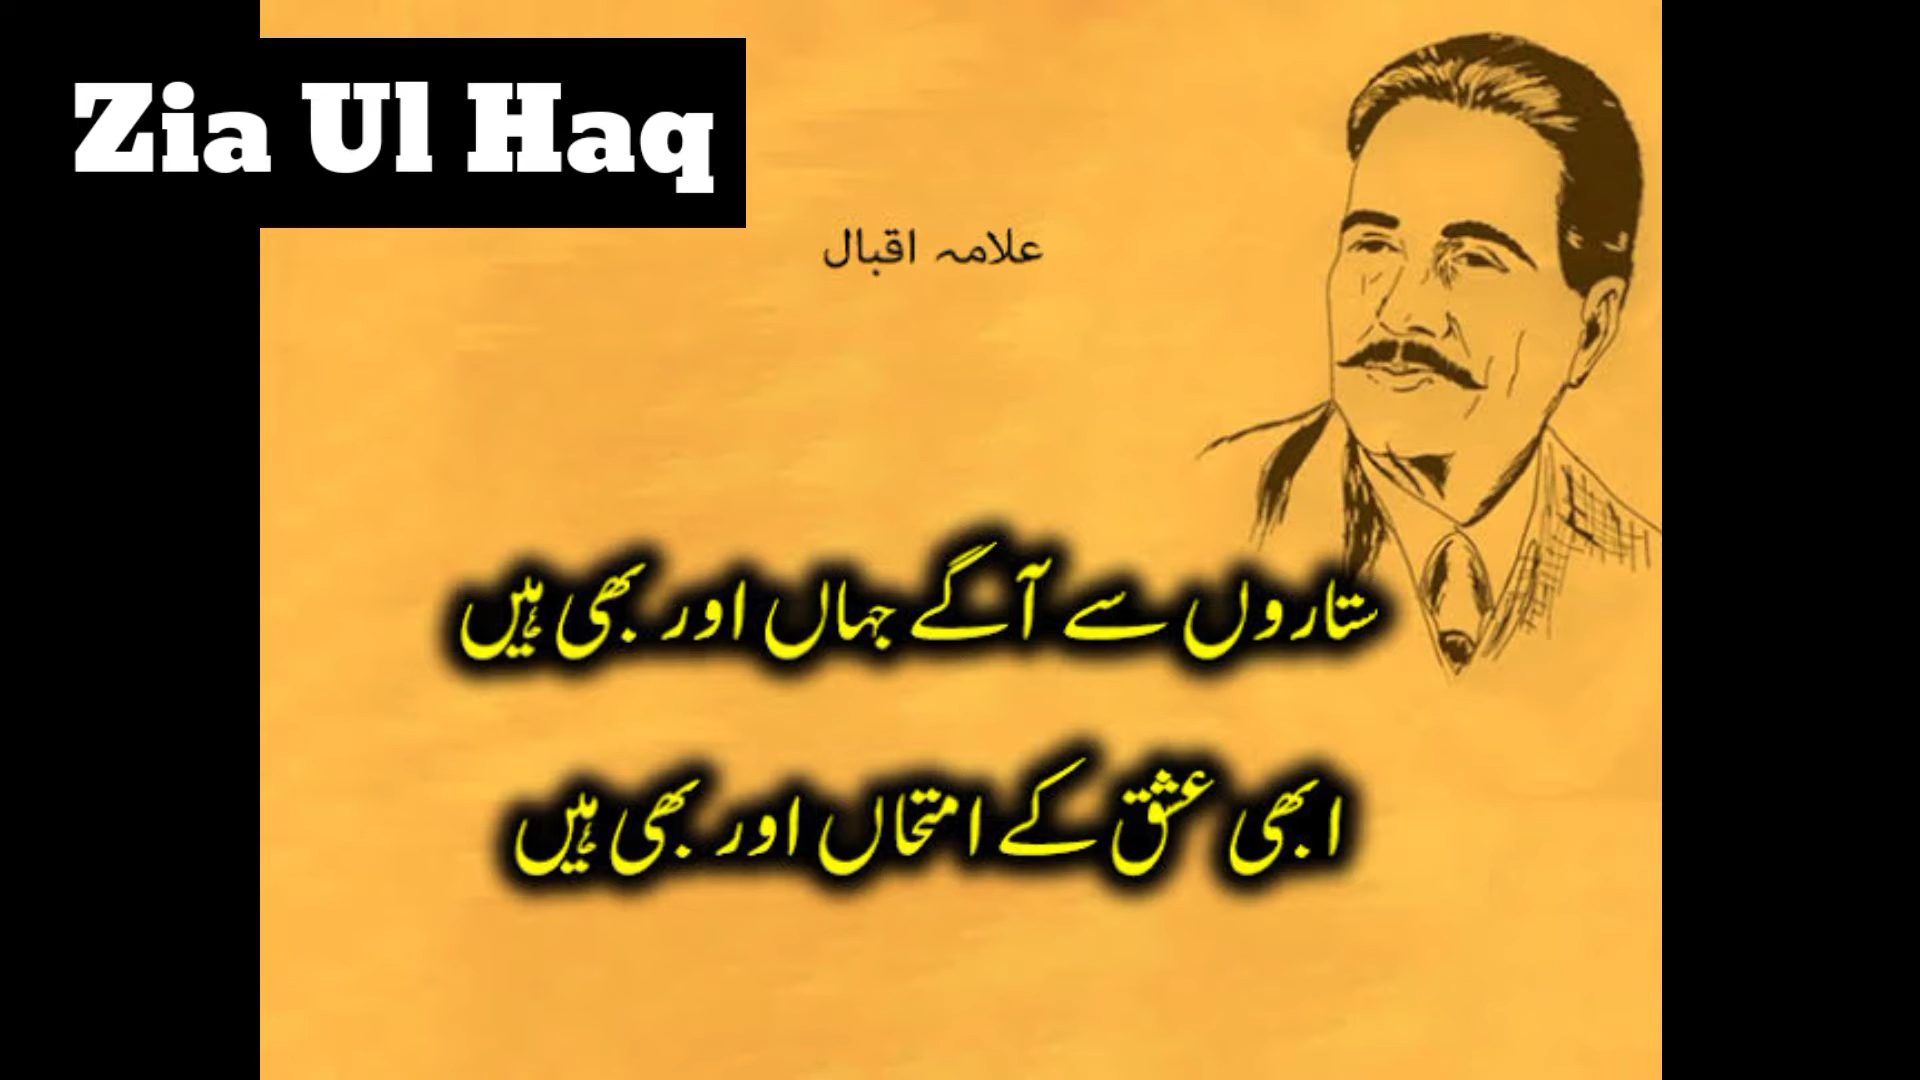 Zia Ul Haq
علامہ اقبال
ستاروں سے آگے جہاں اور بھی ہیں
ابھی عشق کے امتحاں اور بھی ہیں